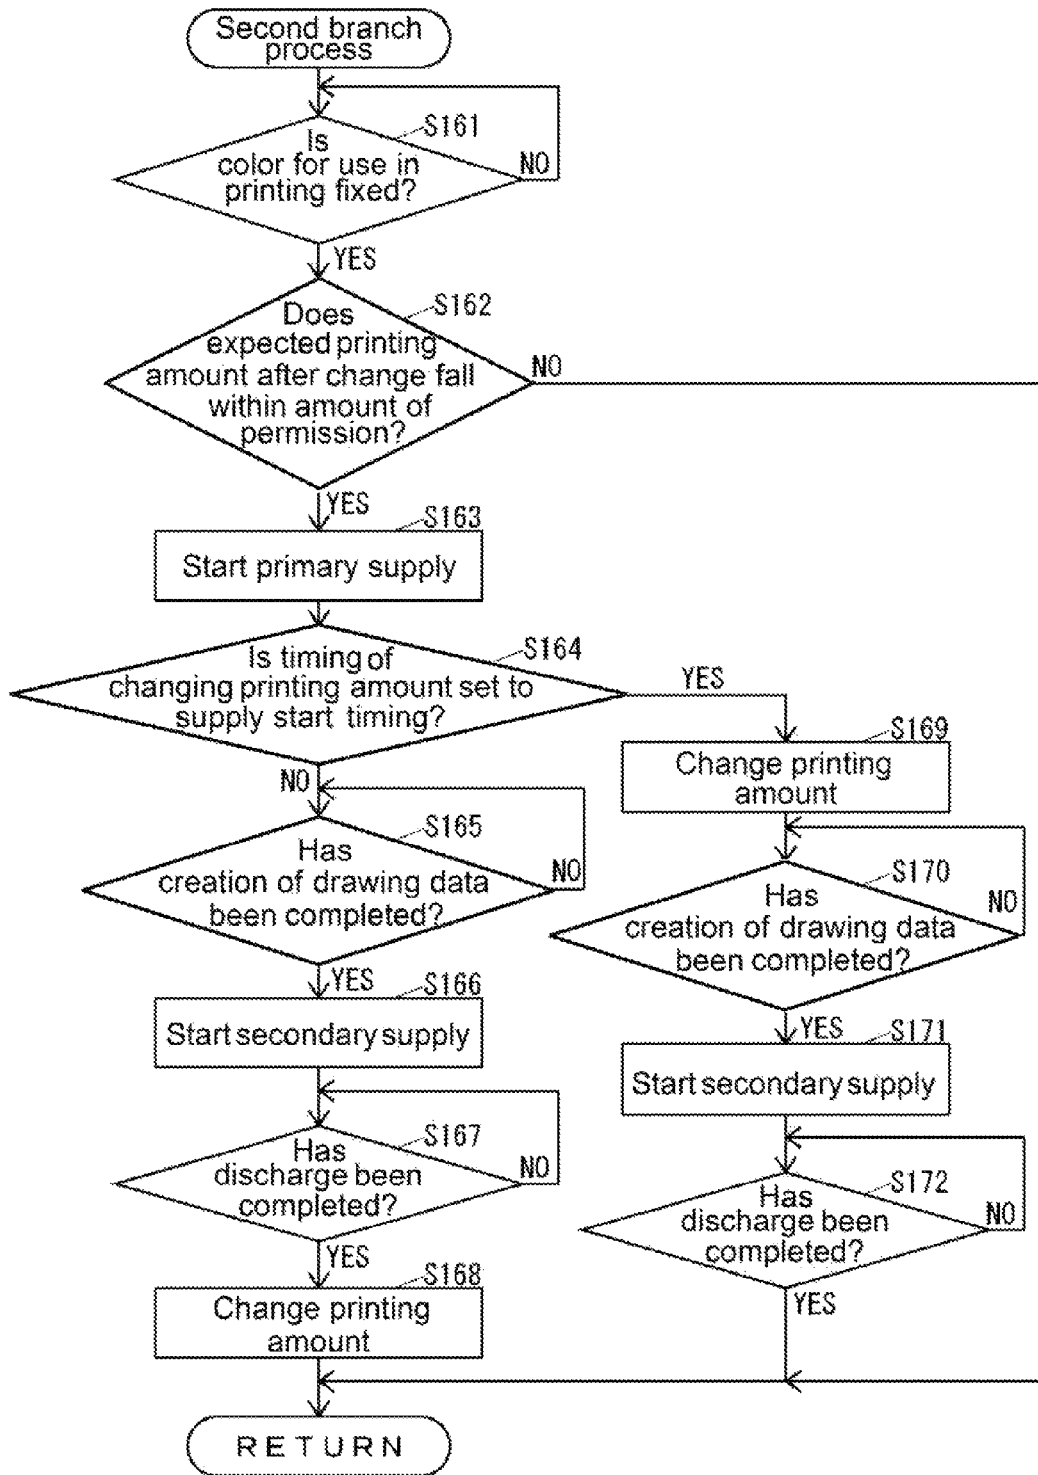 Second branch
process
S161
Is
color for use in
printing fixed?
NO
YES
S162
Does
expected printing
amount after change fall
within amount of
permission?
NO
YES
S163
Start primary supply
S164
Is timing of
changing printing amount set to
supply start timing?
YES
NO
S165
Has
creation of drawing data
been completed?
NO
YES
S166
Start secondary supply
S167
Has
discharge been
completed?
NO
YES
S168
Change printing
amount
S169
Change printing
amount
S170
Has
creation of drawing data
been completed?
NO
YES
S171
Start secondary supply
S172
Has
discharge been
completed?
NO
YES
RETURN